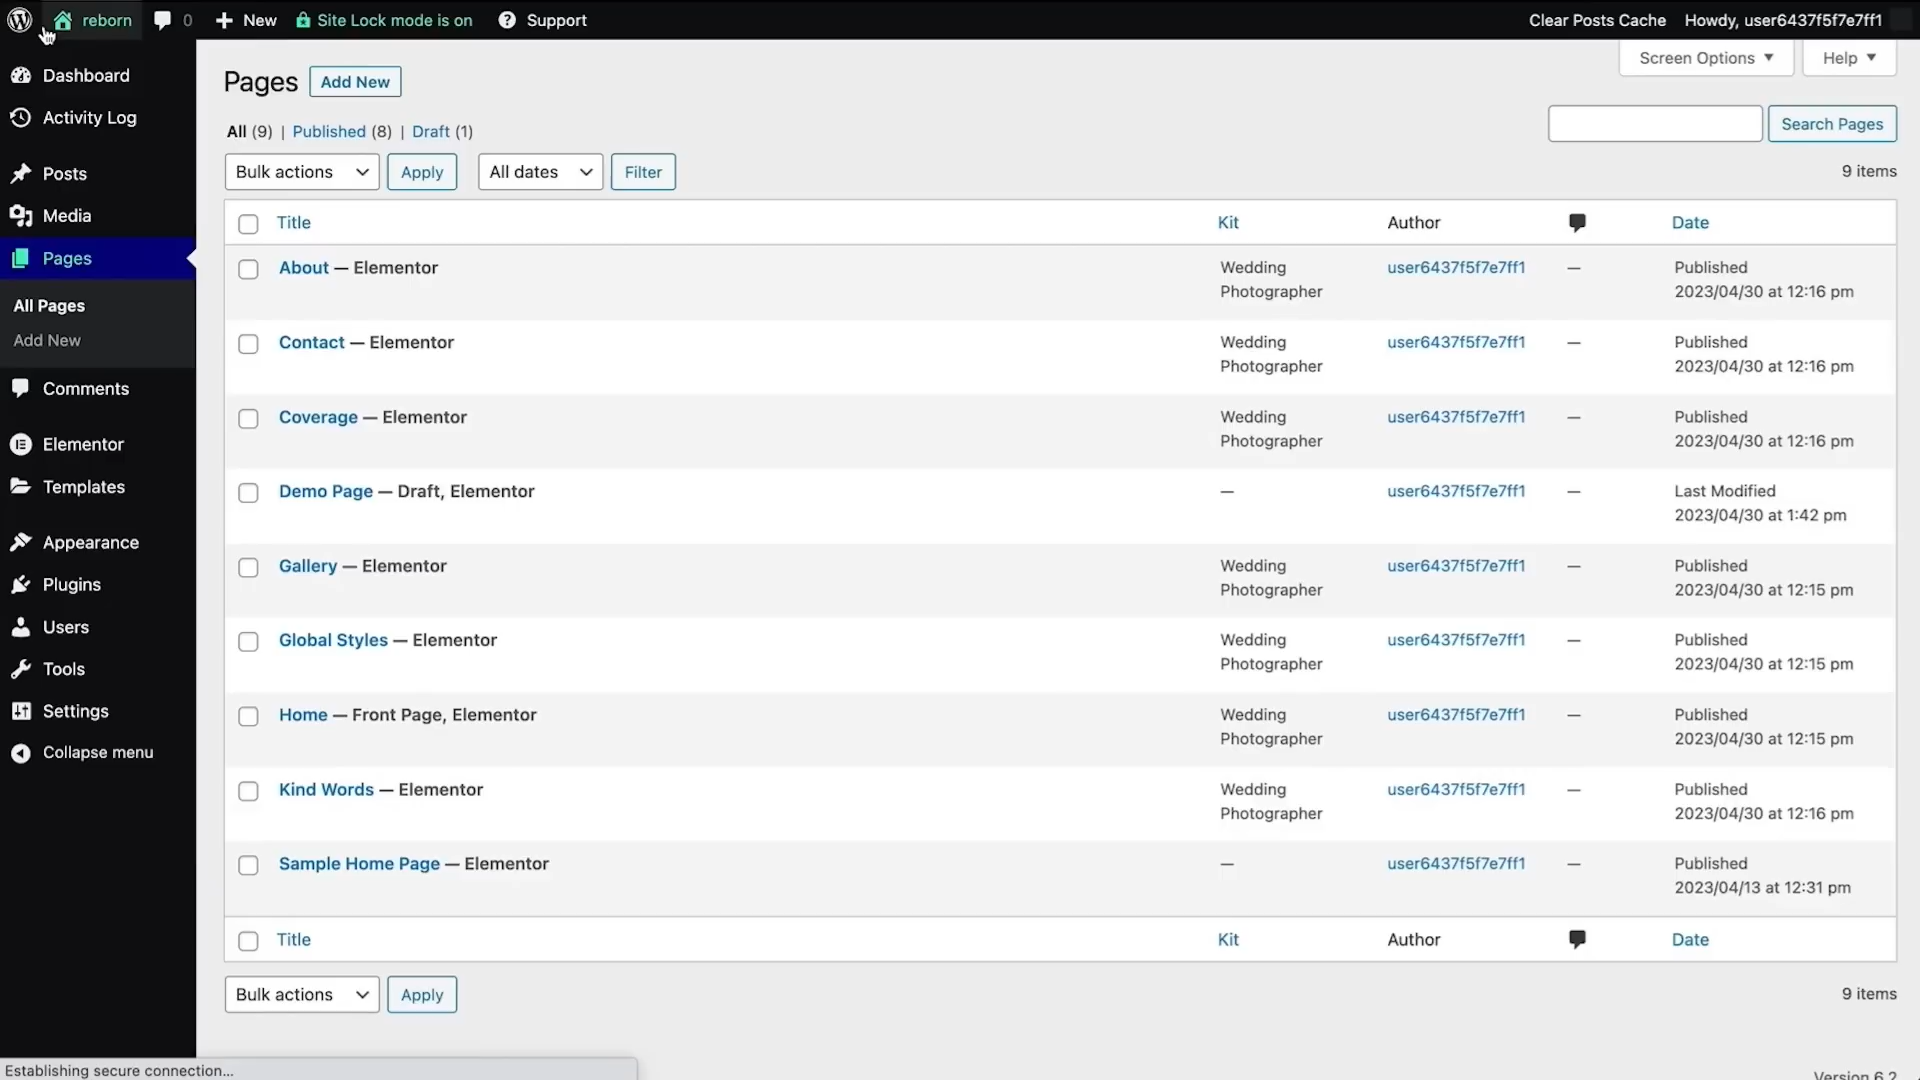 reborn 0 New Site Lock mode is on Support Clear Posts Cache Howdy, user6437f5f7e7ff1
Dashboard
Activity Log
Posts
Media
Pages
All Pages
Add New
Comments
Elementor
Templates
Appearance
Plugins
Users
Tools
Settings
Collapse menu
Screen Options Help
Pages Add New
All (9) | Published (8) | Draft (1)
Search Pages
Bulk actions Apply All dates Filter 9 items
Title Kit Author Date
About — Elementor Wedding Photographer user6437f5f7e7ff1 — Published
2023/04/30 at 12:16 pm
Contact — Elementor Wedding Photographer user6437f5f7e7ff1 — Published
2023/04/30 at 12:16 pm
Coverage — Elementor Wedding Photographer user6437f5f7e7ff1 — Published
2023/04/30 at 12:16 pm
Demo Page — Draft, Elementor — user6437f5f7e7ff1 — Last Modified
2023/04/30 at 1:42 pm
Gallery — Elementor Wedding Photographer user6437f5f7e7ff1 — Published
2023/04/30 at 12:15 pm
Global Styles — Elementor Wedding Photographer user6437f5f7e7ff1 — Published
2023/04/30 at 12:15 pm
Home — Front Page, Elementor Wedding Photographer user6437f5f7e7ff1 — Published
2023/04/30 at 12:15 pm
Kind Words — Elementor Wedding Photographer user6437f5f7e7ff1 — Published
2023/04/30 at 12:16 pm
Sample Home Page — Elementor — user6437f5f7e7ff1 — Published
2023/04/13 at 12:31 pm
Title Kit Author Date
Bulk actions Apply 9 items
Establishing secure connection...
Version 6.2